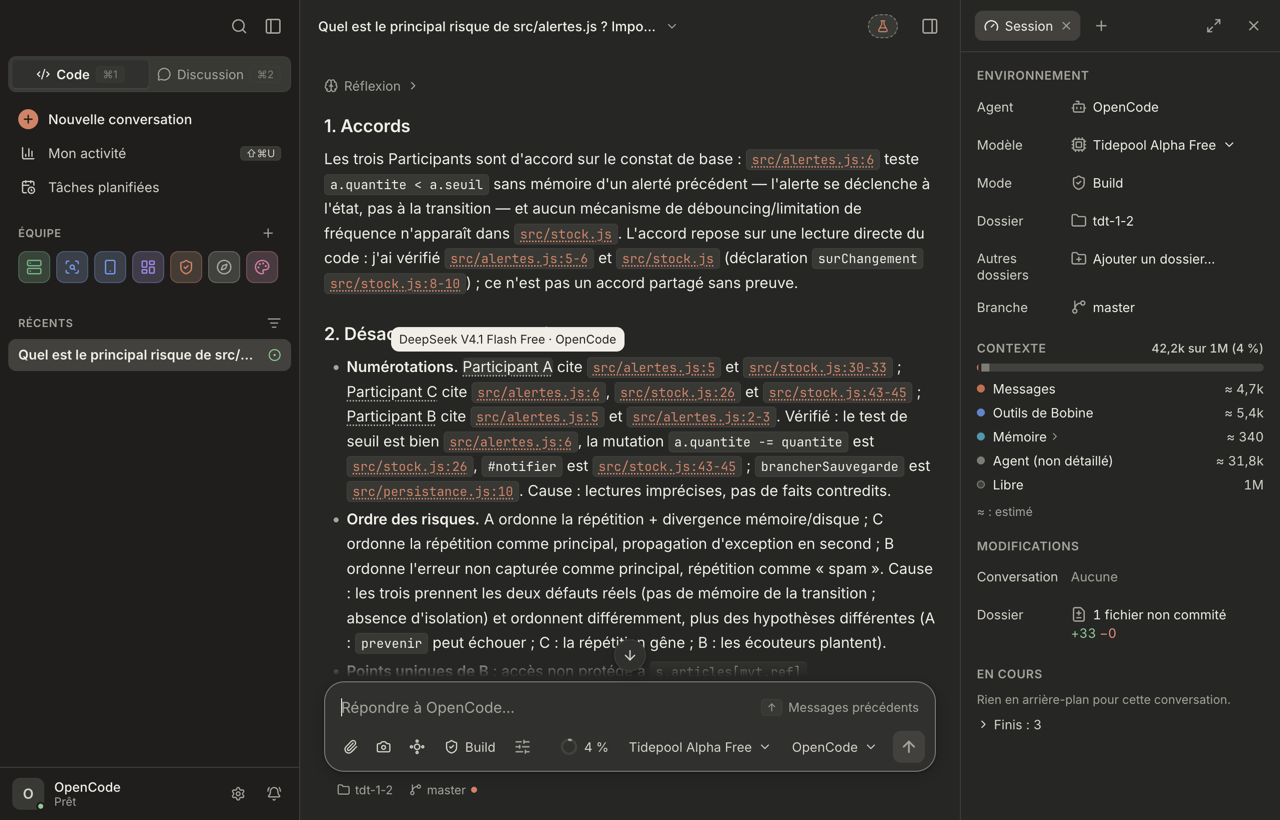 Code ⌘1
Discussion ⌘2
Nouvelle conversation
Mon activité ⇧⌘U
Tâches planifiées
ÉQUIPE
RÉCENTS
Quel est le principal risque de src/...
O
OpenCode
Prêt
Quel est le principal risque de src/alertes.js ? Impo...
Réflexion
1. Accords
Les trois Participants sont d'accord sur le constat de base : src/alertes.js:6 teste
a.quantite < a.seuil sans mémoire d'un alerté précédent — l'alerte se déclenche à
l'état, pas à la transition — et aucun mécanisme de débouncing/limitation de
fréquence n'apparaît dans src/stock.js. L'accord repose sur une lecture directe du
code : j'ai vérifié src/alertes.js:5-6 et src/stock.js (déclaration surChangement
src/stock.js:8-10) ; ce n'est pas un accord partagé sans preuve.
2. Désac
DeepSeek V4.1 Flash Free · OpenCode
• Numérotations. Participant A cite src/alertes.js:5 et src/stock.js:30-33 ;
Participant C cite src/alertes.js:6, src/stock.js:26 et src/stock.js:43-45 ;
Participant B cite src/alertes.js:5 et src/alertes.js:2-3. Vérifié : le test de
seuil est bien src/alertes.js:6, la mutation a.quantite -= quantite est
src/stock.js:26, #notifier est src/stock.js:43-45 ; brancherSauvegarde est
src/persistance.js:10. Cause : lectures imprécises, pas de faits contredits.
• Ordre des risques. A ordonne la répétition + divergence mémoire/disque ; C
ordonne la répétition comme principal, propagation d'exception en second ; B
ordonne l'erreur non capturée comme principal, répétition comme « spam ». Cause
: les trois prennent les deux défauts réels (pas de mémoire de la transition ;
absence d'isolation) et ordonnent différemment, plus des hypothèses différentes (A
: prevenir peut échouer ; C : la répétition gêne ; B : les écouteurs plantent).
• Points uniques de B : accès non protégé à s.articles[mvt.ref]
Répondre à OpenCode...
Messages précédents
Build
4 %
Tidepool Alpha Free
OpenCode
tdt-1-2
master
Session
ENVIRONNEMENT
Agent OpenCode
Modèle Tidepool Alpha Free
Mode Build
Dossier tdt-1-2
Autres dossiers Ajouter un dossier...
Branche master
CONTEXTE 42,2k sur 1M (4 %)
Messages ≈ 4,7k
Outils de Bobine ≈ 5,4k
Mémoire ≈ 340
Agent (non détaillé) ≈ 31,8k
Libre 1M
≈ : estimé
MODIFICATIONS
Conversation Aucune
Dossier 1 fichier non commité
+33 −0
EN COURS
Rien en arrière-plan pour cette conversation.
Finis : 3